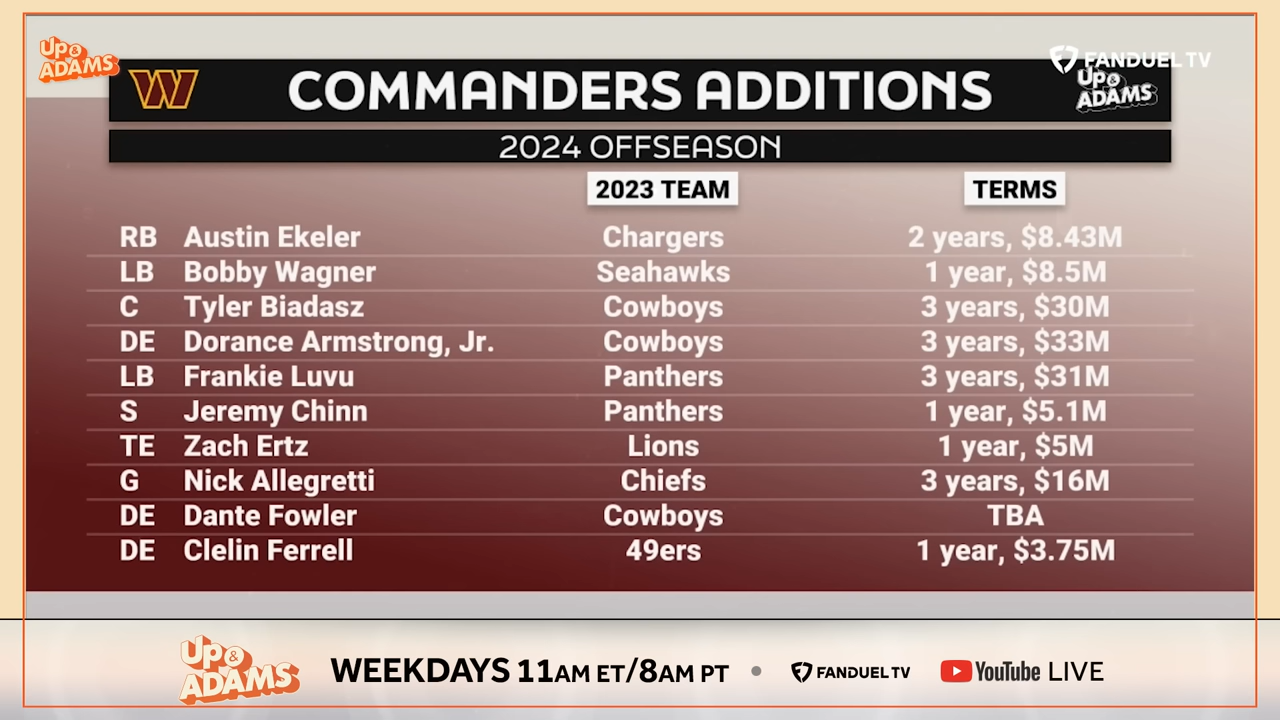 Up &
ADAMS
FANDUEL TV
W COMMANDERS ADDITIONS
Up &
ADAMS
2024 OFFSEASON
2023 TEAM TERMS
RB Austin Ekeler Chargers 2 years, $8.43M
LB Bobby Wagner Seahawks 1 year, $8.5M
C Tyler Biadasz Cowboys 3 years, $30M
DE Dorance Armstrong, Jr. Cowboys 3 years, $33M
LB Frankie Luvu Panthers 3 years, $31M
S Jeremy Chinn Panthers 1 year, $5.1M
TE Zach Ertz Lions 1 year, $5M
G Nick Allegretti Chiefs 3 years, $16M
DE Dante Fowler Cowboys TBA
DE Clelin Ferrell 49ers 1 year, $3.75M
Up &
ADAMS
WEEKDAYS 11AM ET/8AM PT • FANDUEL TV YouTube LIVE